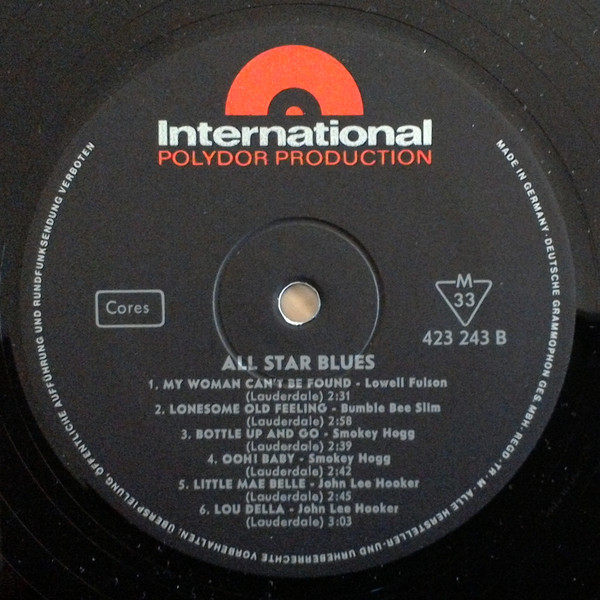 International
POLYDOR PRODUCTION
Cores
M
33
423 243 B
ALL STAR BLUES
1. MY WOMAN CAN'T BE FOUND - Lowell Fulson
(Lauderdale) 2:31
2. LONESOME OLD FEELING - Bumble Bee Slim
(Lauderdale) 2:58
3. BOTTLE UP AND GO - Smokey Hogg
(Lauderdale) 2:39
4. OOH! BABY - Smokey Hogg
(Lauderdale) 2:42
5. LITTLE MAE BELLE - John Lee Hooker
(Lauderdale) 2:45
6. LOU DELLA - John Lee Hooker
(Lauderdale) 3:03
MADE IN GERMANY · DEUTSCHE GRAMMOPHON GES. MBH · REGD · TR · M · ALLE HERSTELLER- UND URHEBERRECHTE VORBEHALTEN: ÜBERSPIELUNG ÖFFENTLICHE AUFFÜHRUNG UND RUNDFUNKSENDUNG VERBOTEN